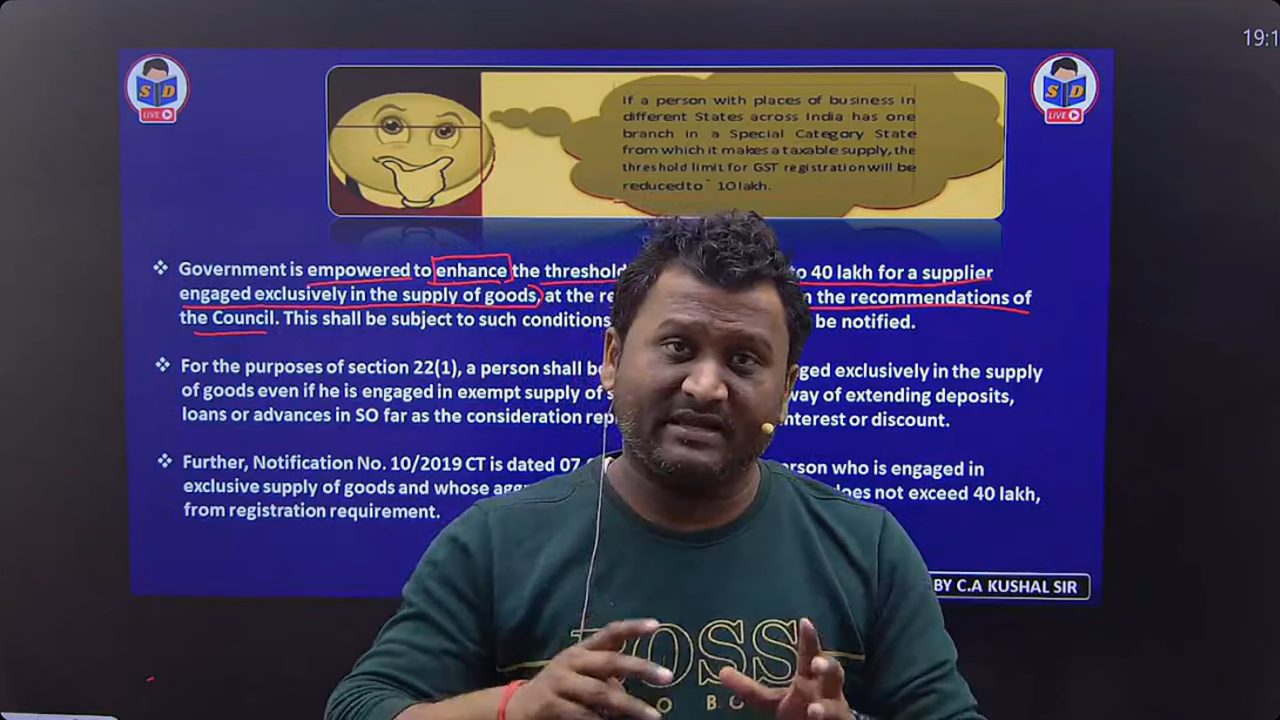 19:1
S D
LIVE
S D
LIVE
If a person with places of business in
different States across India has one
branch in a Special Category State
from which it makes a taxable supply, the
threshold limit for GST registration will be
reduced to ` 10 lakh.
Government is empowered to enhance the threshold to 40 lakh for a supplier
engaged exclusively in the supply of goods, at the re n the recommendations of
the Council. This shall be subject to such conditions be notified.
For the purposes of section 22(1), a person shall be ged exclusively in the supply
of goods even if he is engaged in exempt supply of way of extending deposits,
loans or advances in SO far as the consideration rep interest or discount.
Further, Notification No. 10/2019 CT is dated 07 erson who is engaged in
exclusive supply of goods and whose agg does not exceed 40 lakh,
from registration requirement.
BY C.A KUSHAL SIR
BOSS